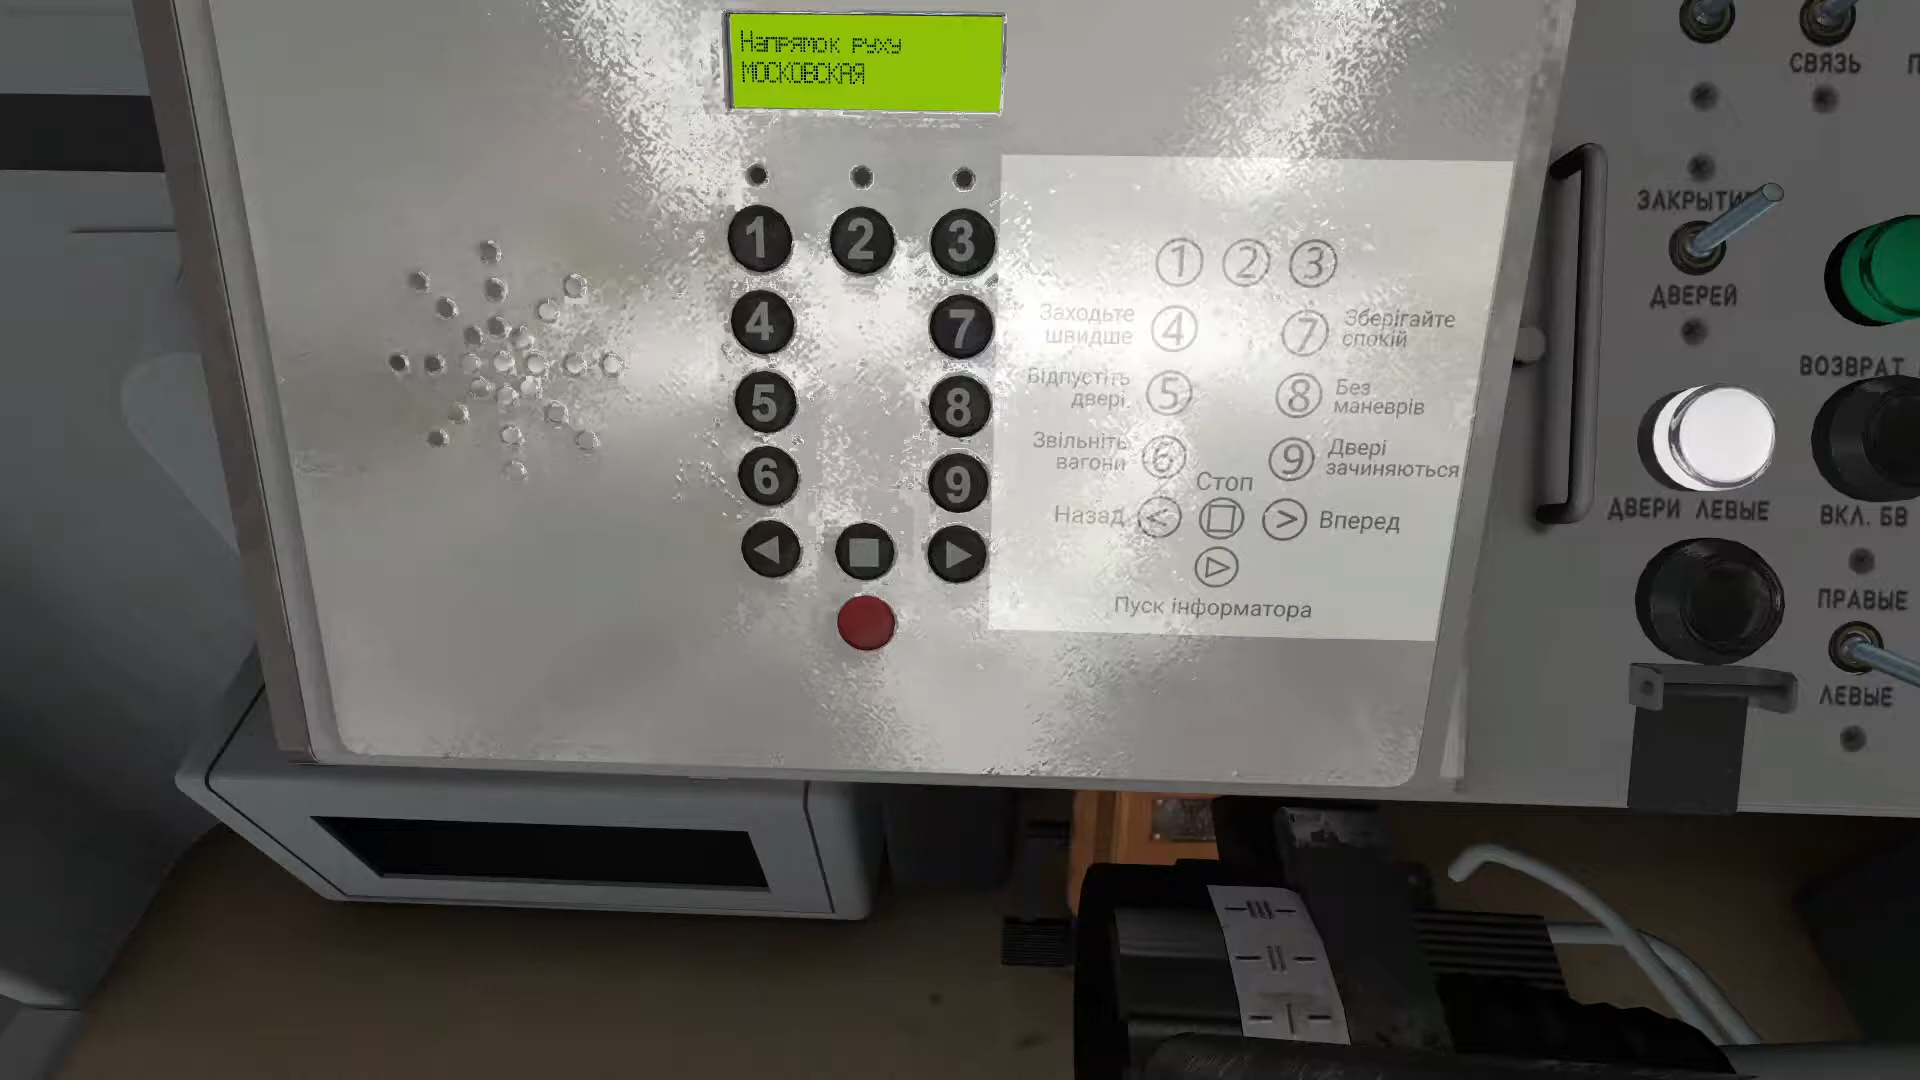 Напрямок руху
МОСКОВСКАЯ
1 2 3
4 7
5 8
6 9
1 2 3
Заходьте
швидше
4
7
Зберігайте
спокій
Відпустіть
двері.
5
8
Без
маневрів
Звільніть
вагони
6
9
Двері
зачиняються
Стоп
Назад
<
>
Вперед
Пуск інформатора
СВЯЗЬ
ДВЕРЕЙ
ВОЗВРАТ
ДВЕРИ ЛЕВЫЕ
ВКЛ. БВ
ПРАВЫЕ
ЛЕВЫЕ